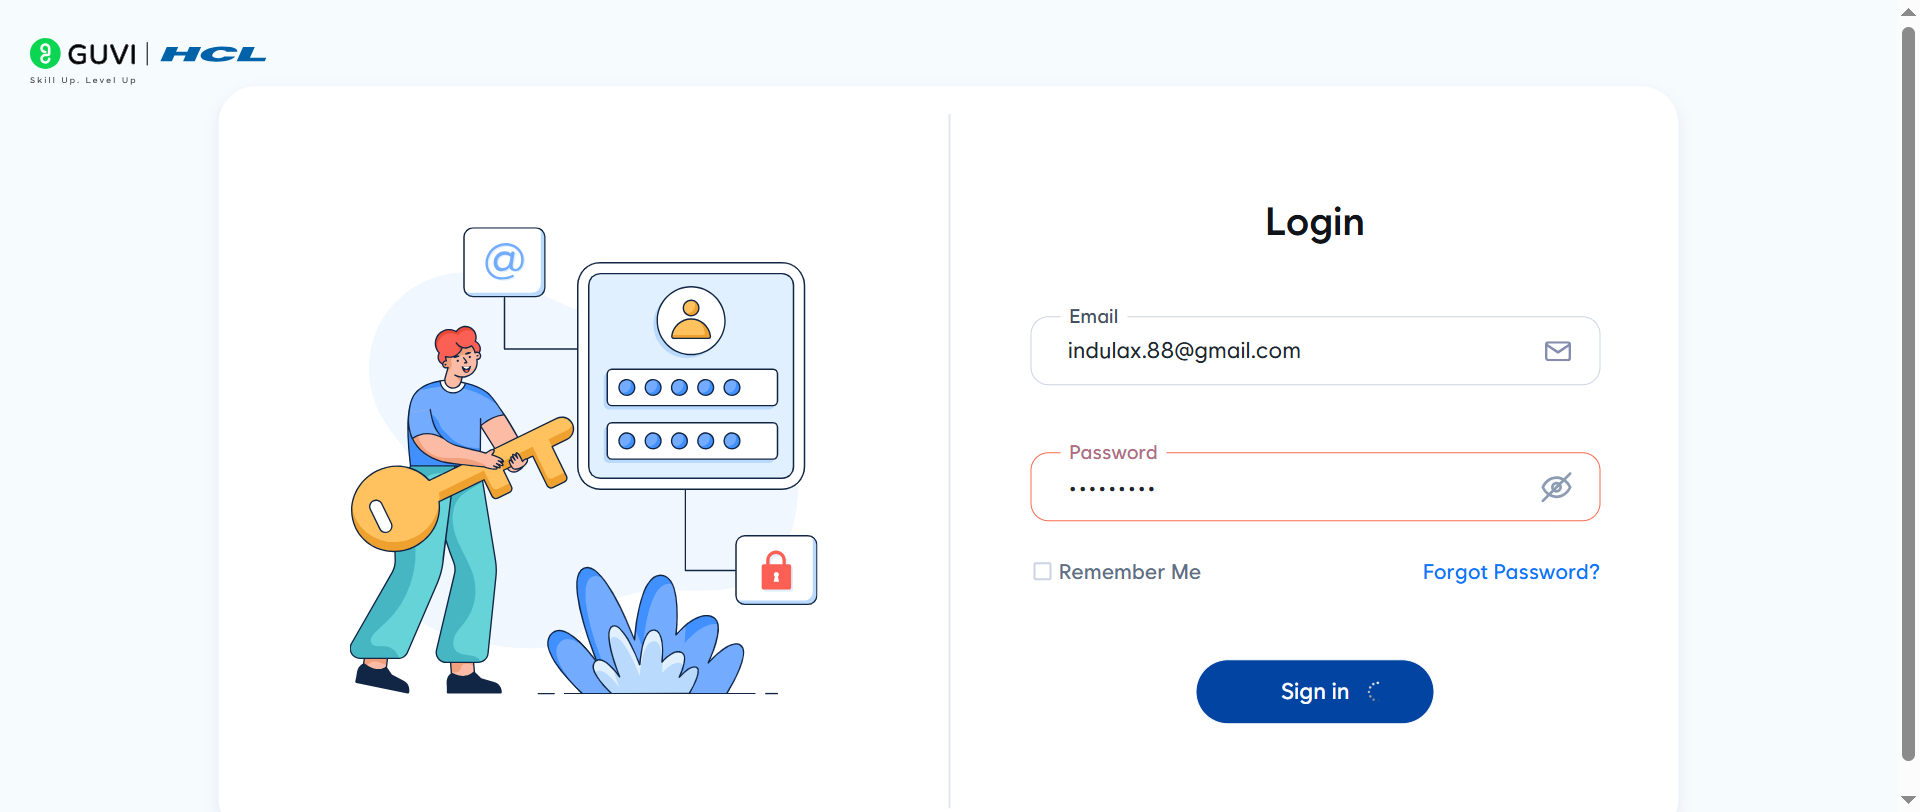 GUVI | HCL
Skill Up. Level Up
@
Login
Email
indulax.88@gmail.com
Password
•••••••••
Remember Me
Forgot Password?
Sign in